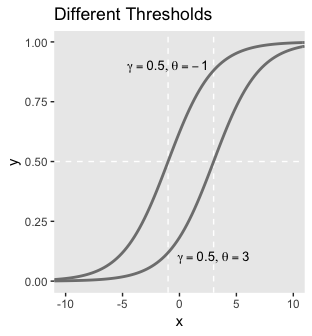 Different Thresholds
1.00
γ = 0.5, θ = −1
0.75
y
0.50
0.25
γ = 0.5, θ = 3
0.00
-10 -5 0 5 10
x